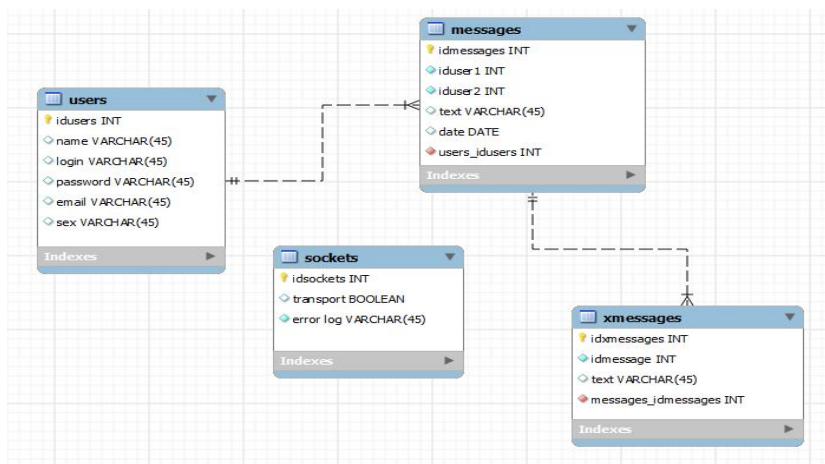 messages
idmessages INT
iduser1 INT
iduser2 INT
text VARCHAR(45)
date DATE
users_idusers INT
Indexes
users
idusers INT
name VARCHAR(45)
login VARCHAR(45)
password VARCHAR(45)
email VARCHAR(45)
sex VARCHAR(45)
Indexes
sockets
idsockets INT
transport BOOLEAN
error log VARCHAR(45)
Indexes
xmessages
idxmessages INT
idmessage INT
text VARCHAR(45)
messages_idmessages INT
Indexes